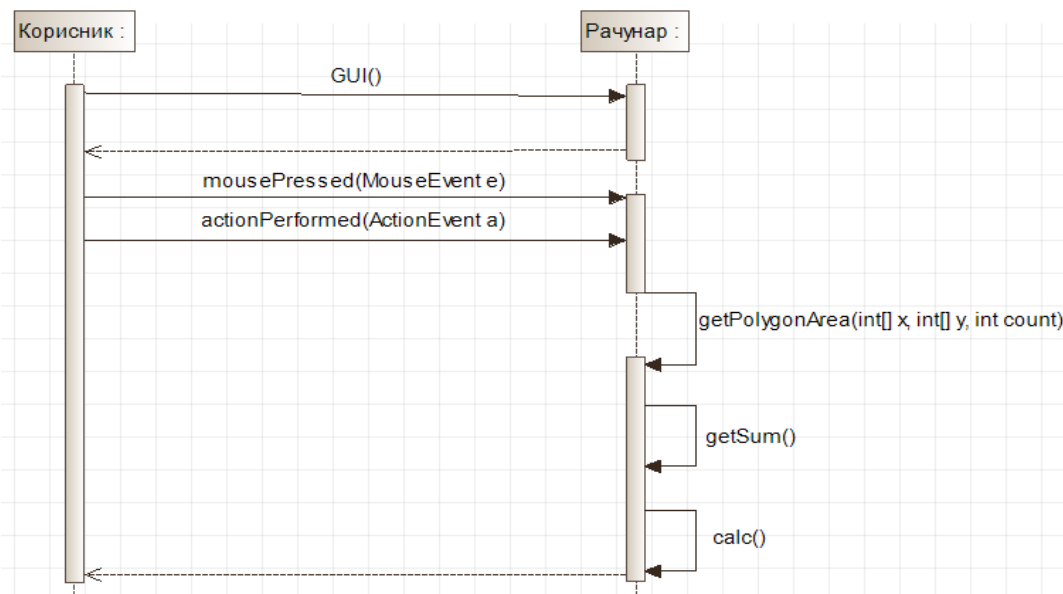 Корисник :
Рачунар :
GUI()
mousePressed(MouseEvent e)
actionPerformed(ActionEvent a)
getPolygonArea(int[] x, int[] y, int count)
getSum()
calc()